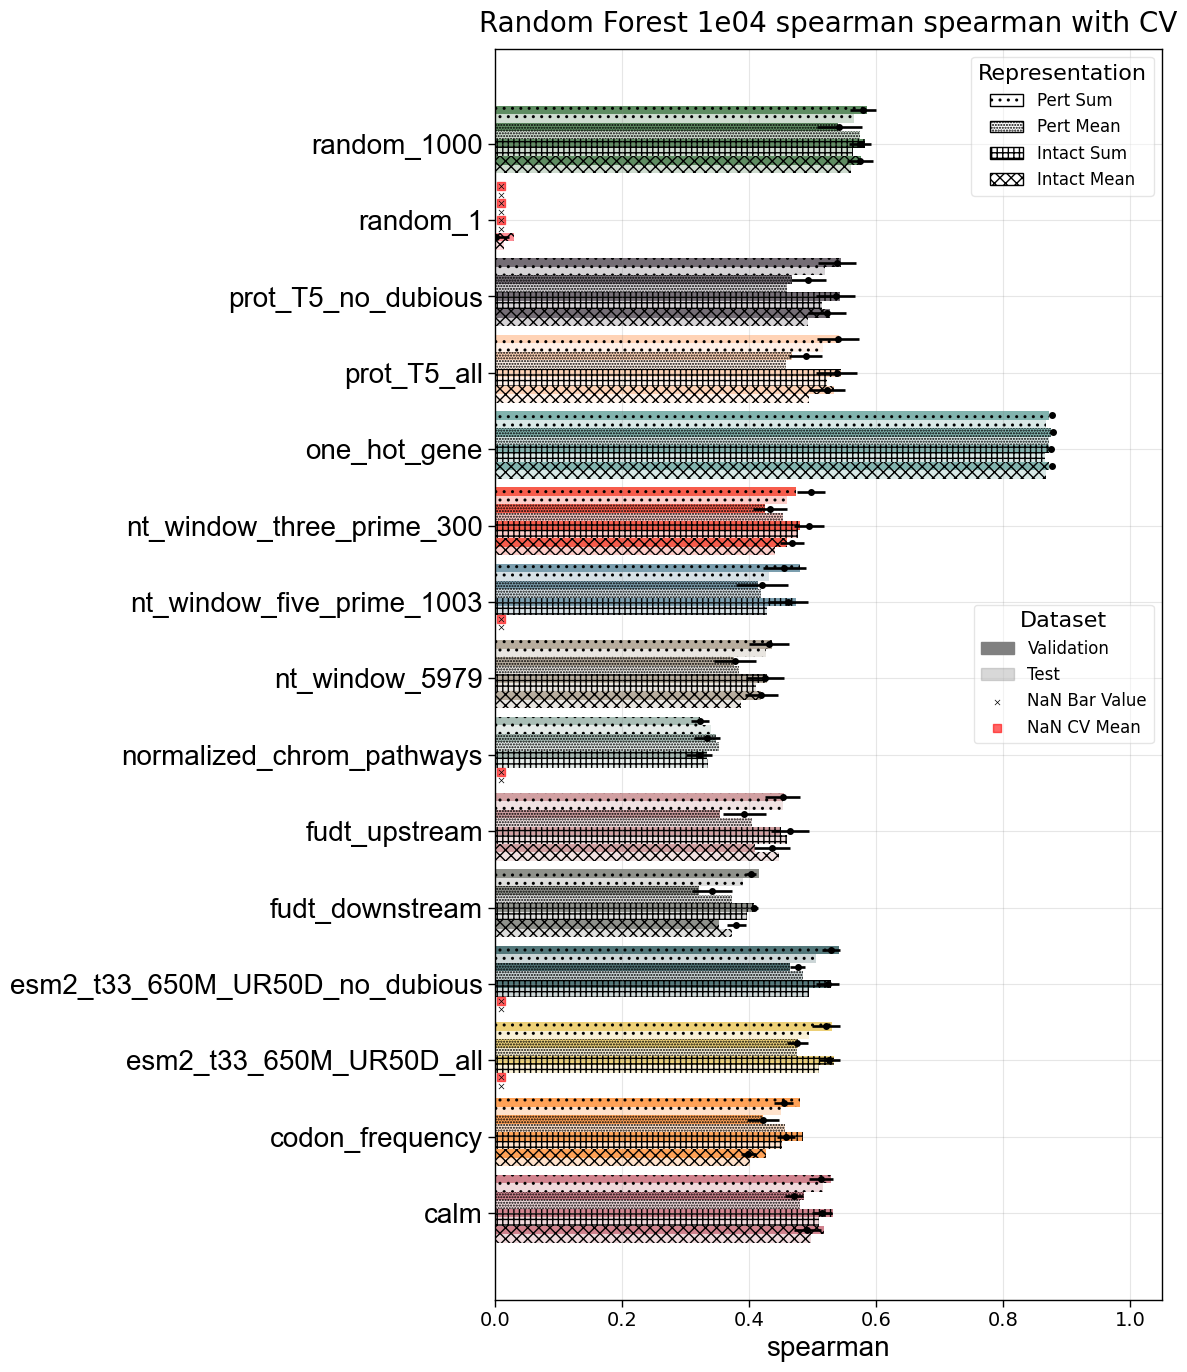 Random Forest 1e04 spearman spearman with CV
Representation
Pert Sum
Pert Mean
Intact Sum
Intact Mean
random_1000
random_1
prot_T5_no_dubious
prot_T5_all
one_hot_gene
nt_window_three_prime_300
nt_window_five_prime_1003
Dataset
Validation
Test
NaN Bar Value
NaN CV Mean
nt_window_5979
normalized_chrom_pathways
fudt_upstream
fudt_downstream
esm2_t33_650M_UR50D_no_dubious
esm2_t33_650M_UR50D_all
codon_frequency
calm
0.0 0.2 0.4 0.6 0.8 1.0
spearman